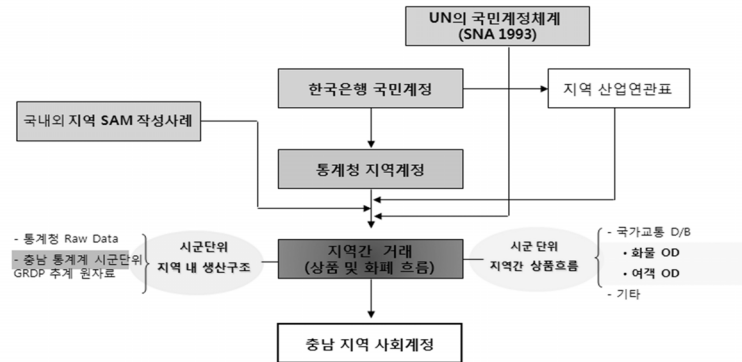 UN의 국민계정체계
(SNA 1993)
한국은행 국민계정
지역 산업연관표
국내외 지역 SAM 작성사례
통계청 지역계정
- 통계청 Raw Data
- 충남 통계계 시군단위
GRDP 추계 원자료
시군단위
지역 내 생산구조
지역간 거래
(상품 및 화폐 흐름)
시군 단위
지역간 상품흐름
- 국가교통 D/B
• 화물 OD
• 여객 OD
- 기타
충남 지역 사회계정